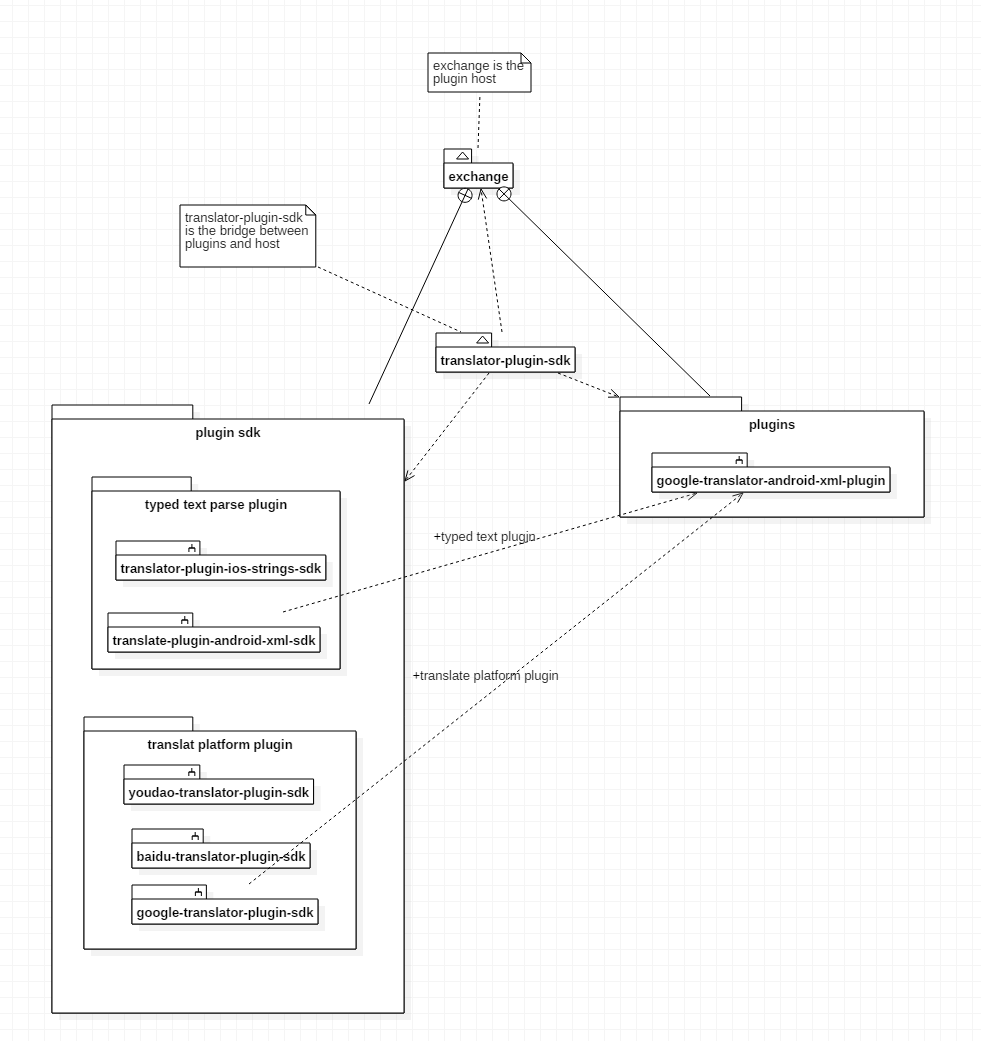 exchange is the
plugin host
exchange
translator-plugin-sdk
is the bridge between
plugins and host
translator-plugin-sdk
plugin sdk
plugins
google-translator-android-xml-plugin
typed text parse plugin
+typed text plugin
translator-plugin-ios-strings-sdk
translate-plugin-android-xml-sdk
+translate platform plugin
translat platform plugin
youdao-translator-plugin-sdk
baidu-translator-plugin-sdk
google-translator-plugin-sdk